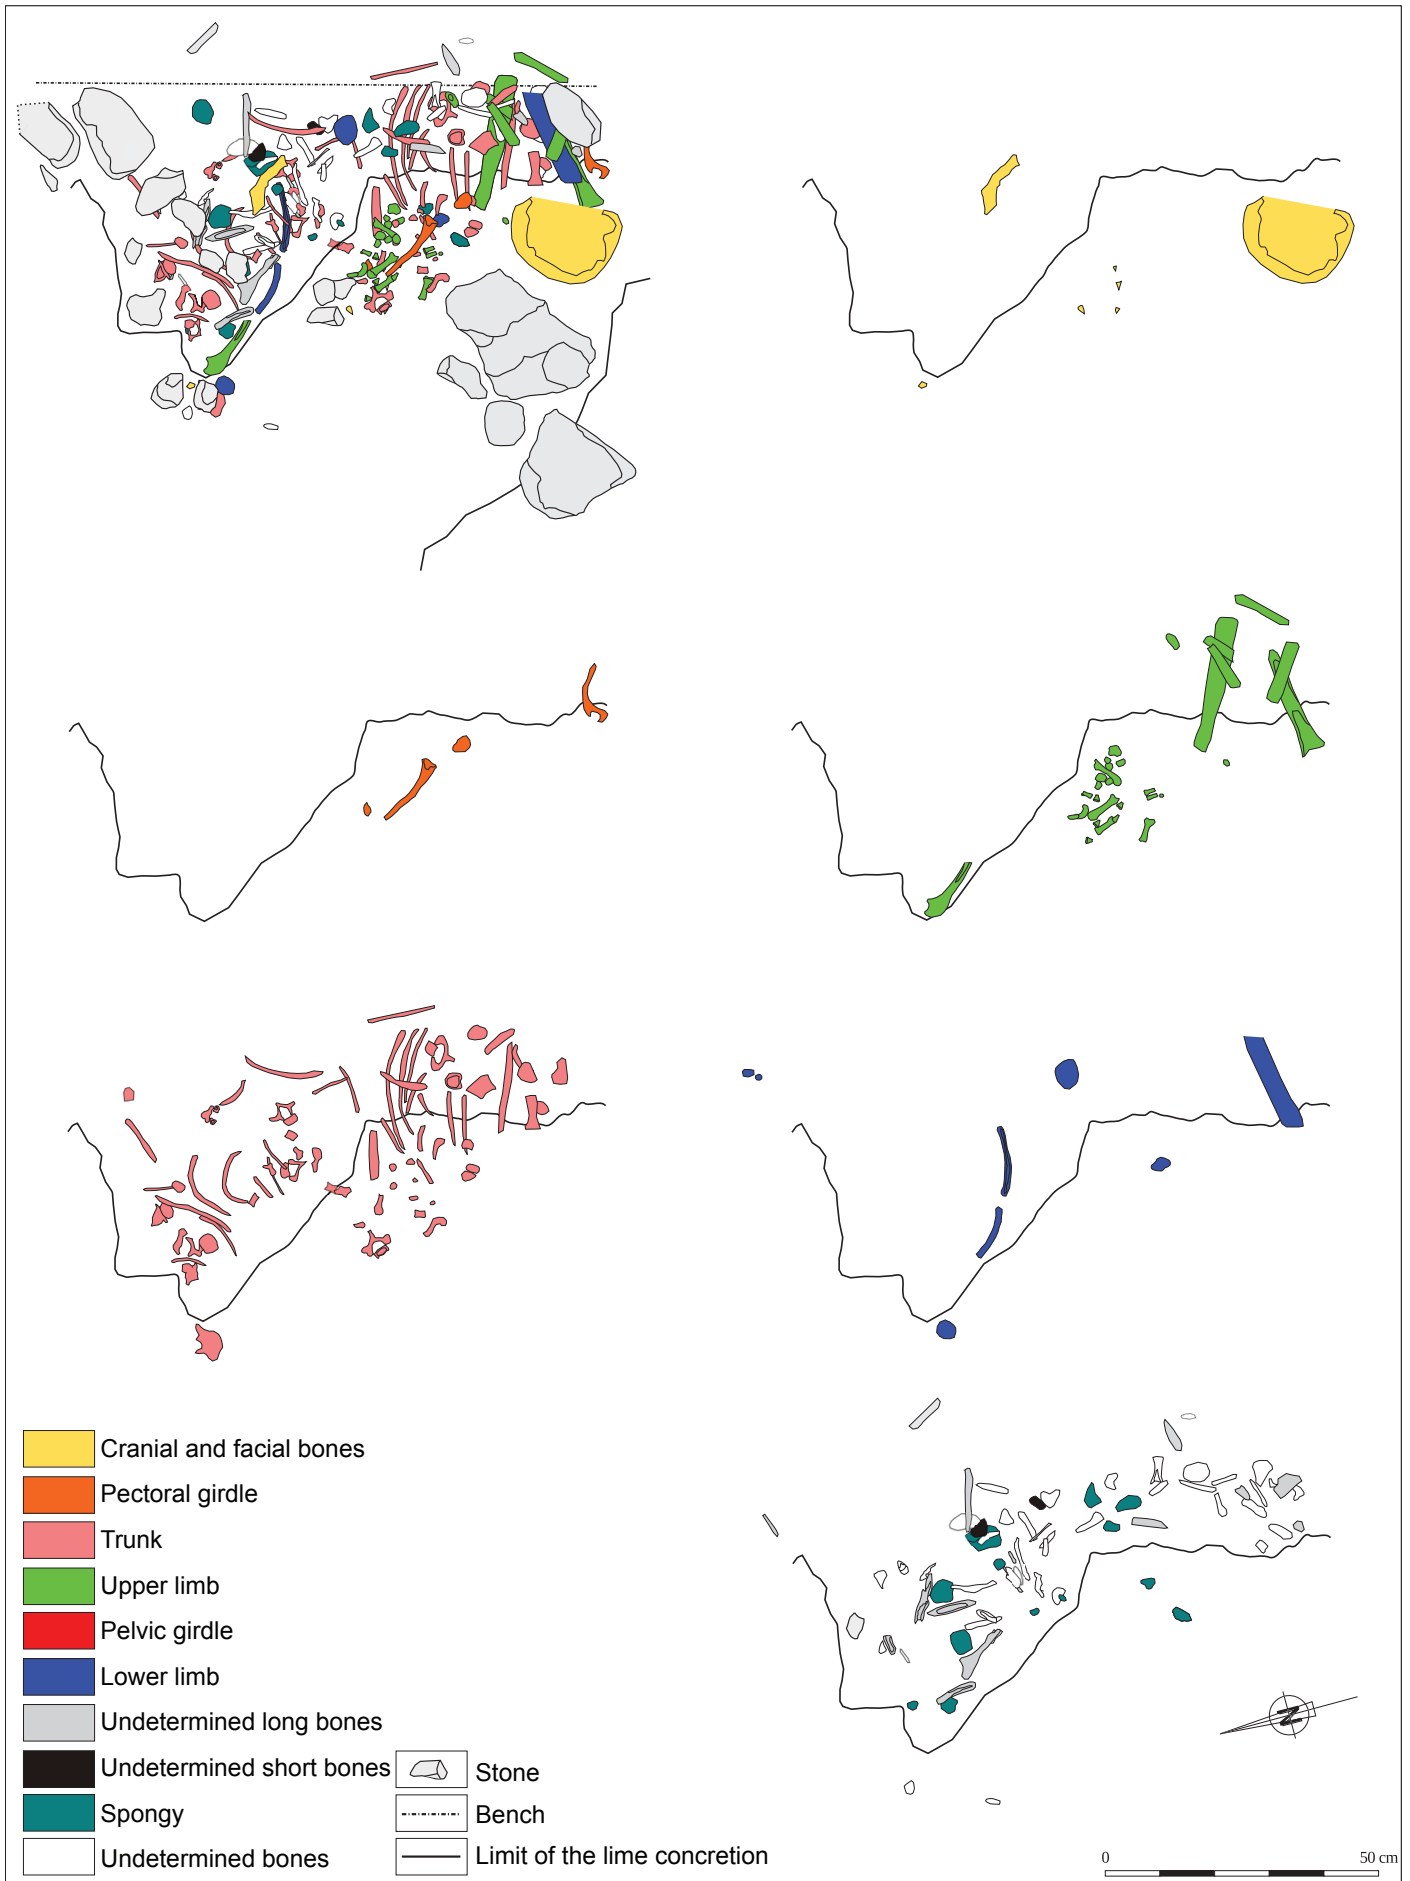 Cranial and facial bones
Pectoral girdle
Trunk
Upper limb
Pelvic girdle
Lower limb
Undetermined long bones
Undetermined short bones
Spongy
Undetermined bones
Stone
Bench
Limit of the lime concretion
N
0 50 cm